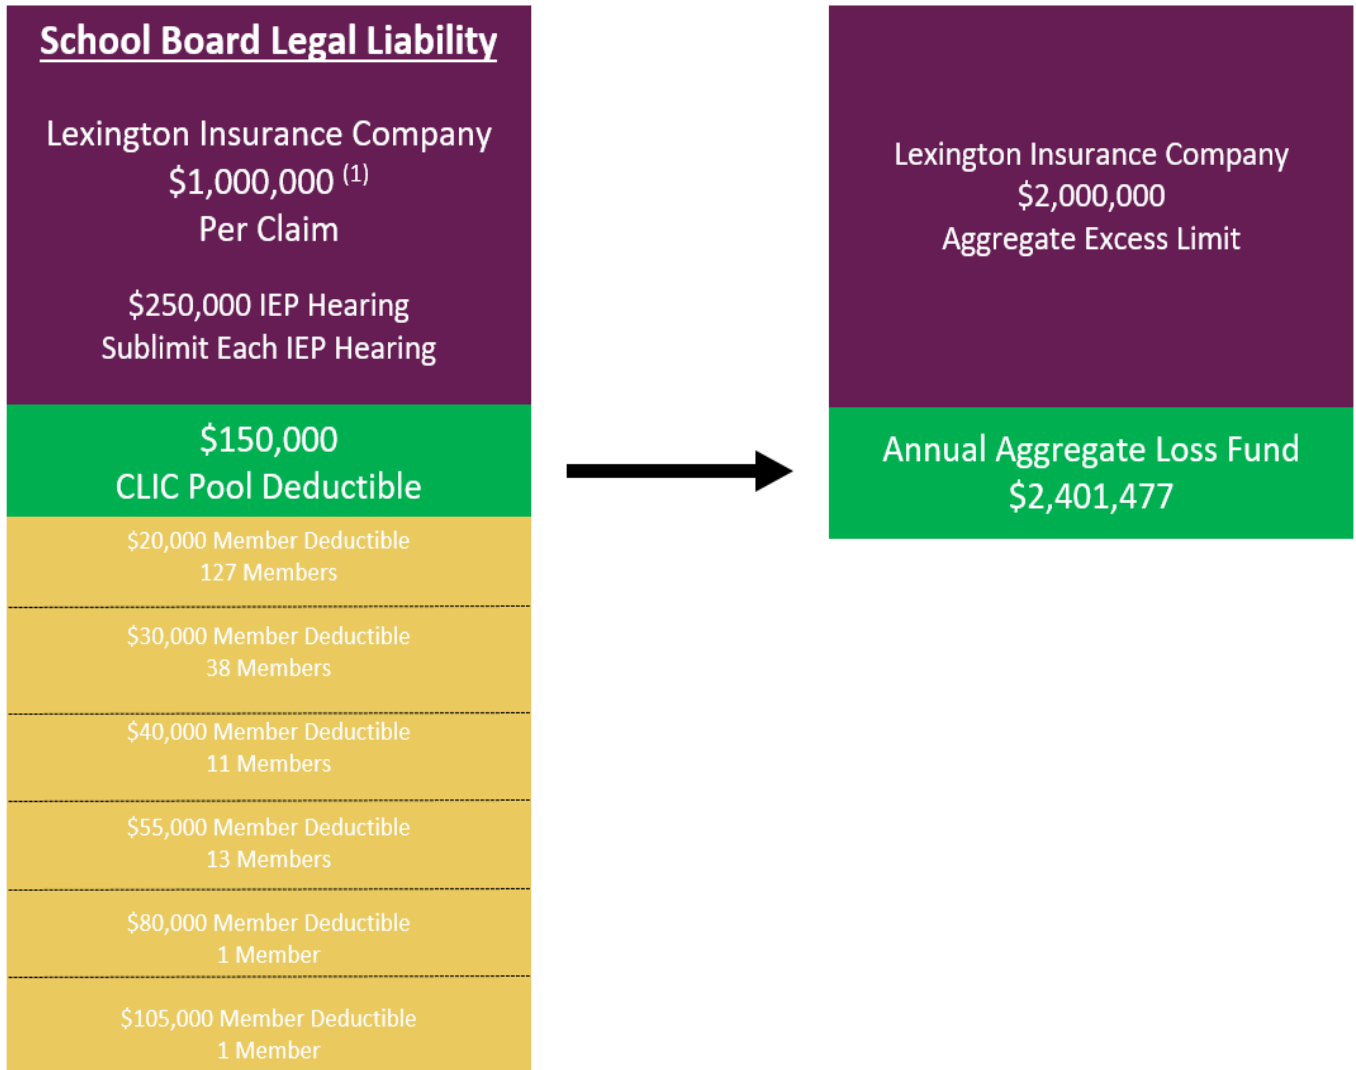 School Board Legal Liability
Lexington Insurance Company
$1,000,000 (1)
Per Claim
$250,000 IEP Hearing
Sublimit Each IEP Hearing
$150,000
CLIC Pool Deductible
$20,000 Member Deductible
127 Members
$30,000 Member Deductible
38 Members
$40,000 Member Deductible
11 Members
$55,000 Member Deductible
13 Members
$80,000 Member Deductible
1 Member
$105,000 Member Deductible
1 Member
Lexington Insurance Company
$2,000,000
Aggregate Excess Limit
Annual Aggregate Loss Fund
$2,401,477